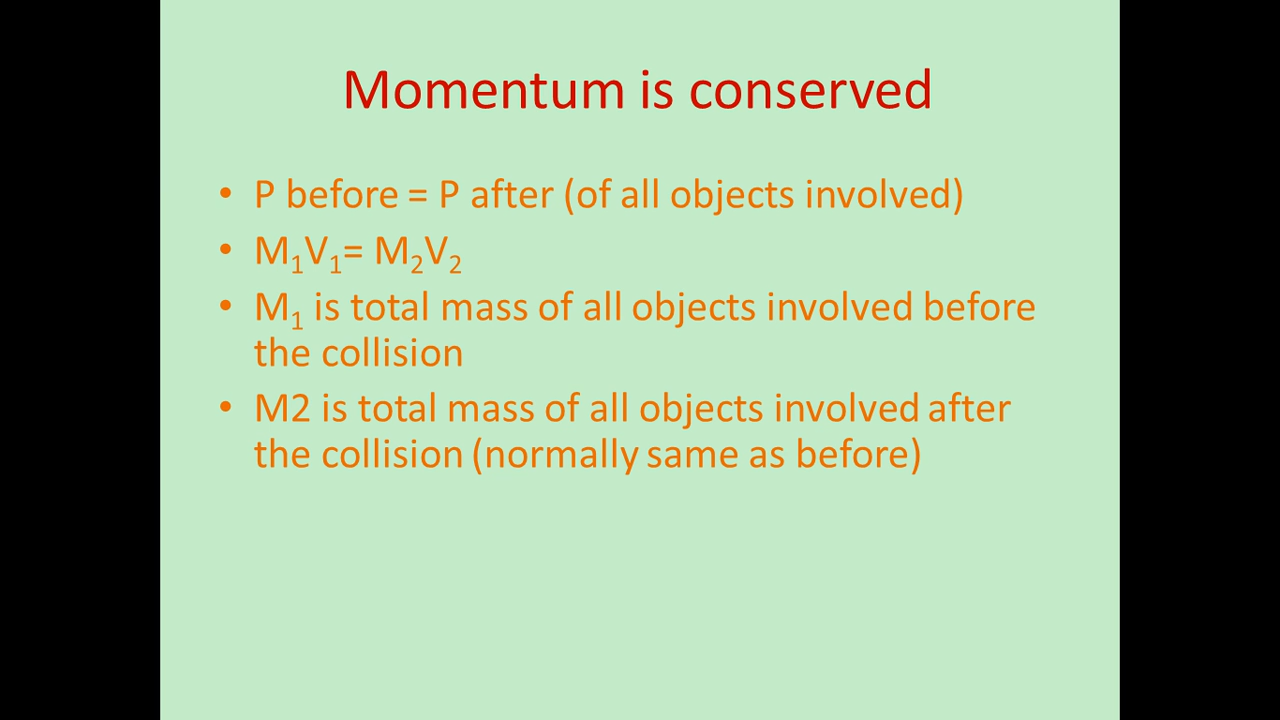 Momentum is conserved
• P before = P after (of all objects involved)
• M₁V₁= M₂V₂
• M₁ is total mass of all objects involved before
the collision
• M2 is total mass of all objects involved after
the collision (normally same as before)